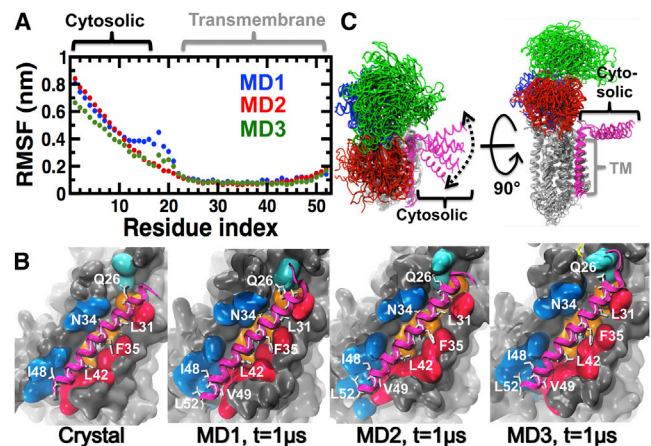 A
Cytosolic
Transmembrane
RMSF (nm)
1
0.8
0.6
0.4
0.2
0
0
10
20
30
40
50
Residue index
MD1
MD2
MD3
C
Cyto-
solic
TM
90°
Cytosolic
B
Q26
N34
L31
F35
I48
L42
Crystal
Q26
N34
L31
F35
I48
L42
L52
V49
MD1, t=1µs
Q26
N34
L31
F35
I48
L42
L52
V49
MD2, t=1µs
Q26
N34
L31
F35
I48
L42
L52
V49
MD3, t=1µs